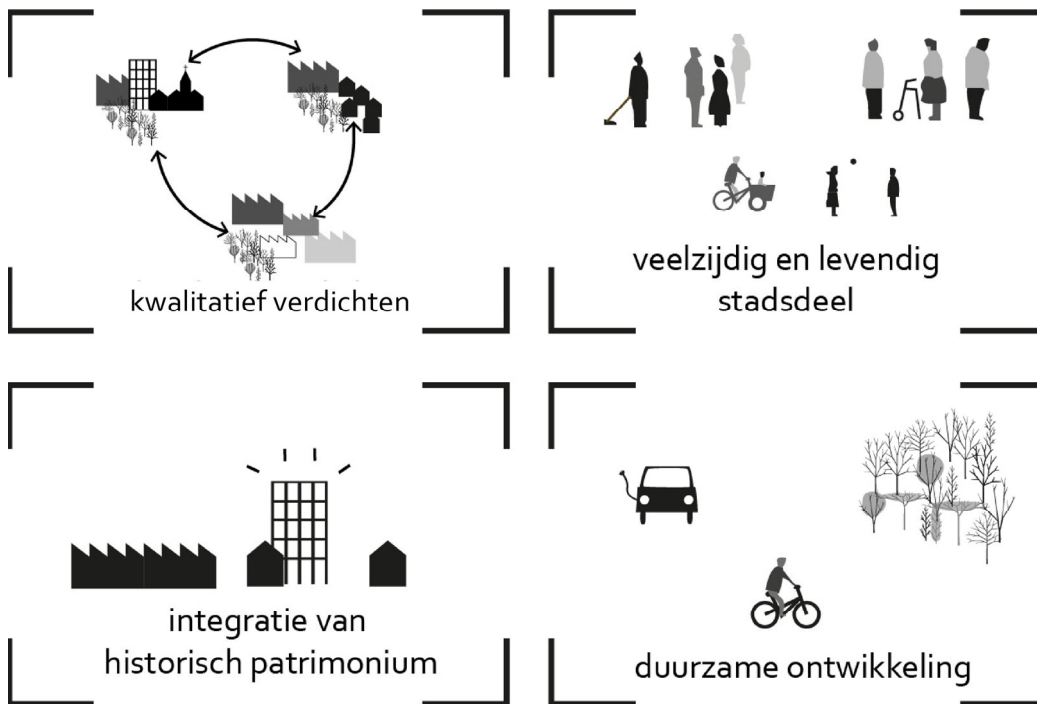 kwalitatief verdichten
veelzijdig en levendig
stadsdeel
integratie van
historisch patrimonium
duurzame ontwikkeling